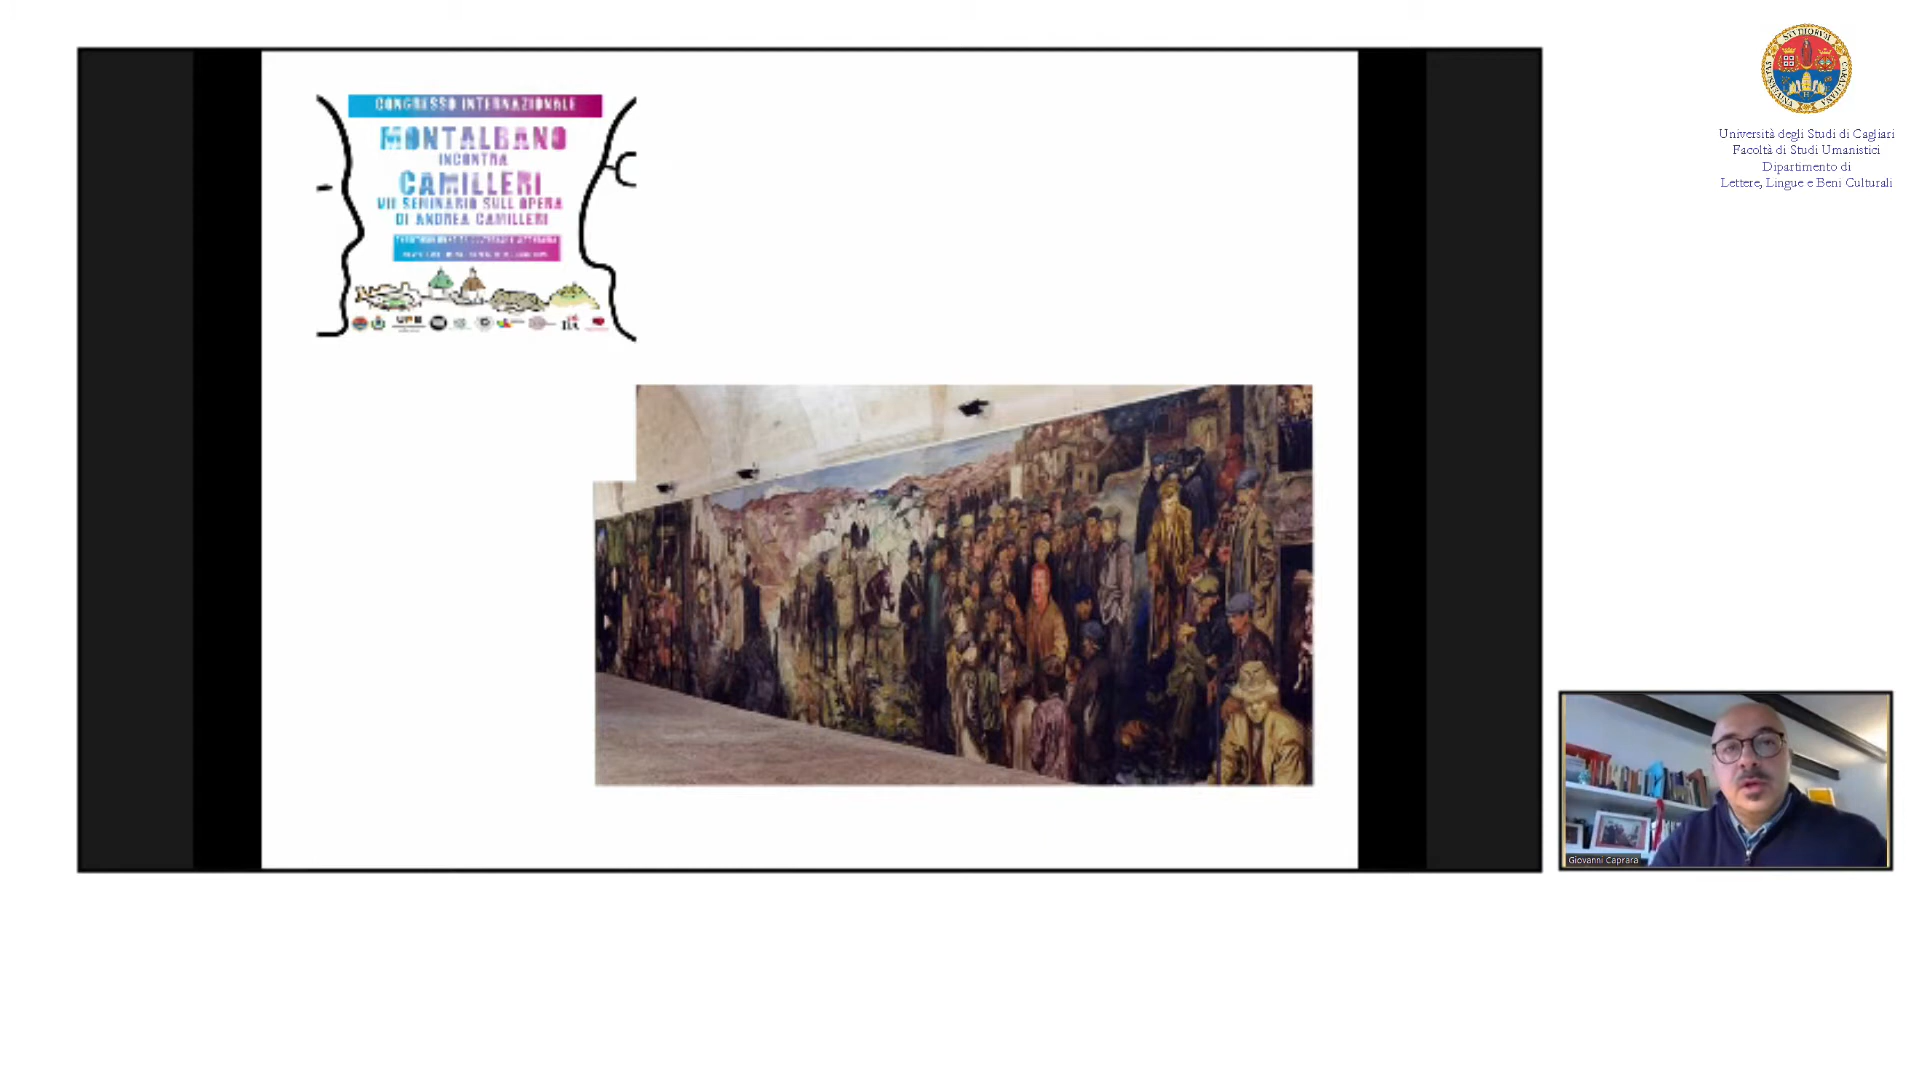 CONGRESSO INTERNAZIONALE
MONTALBANO
INCONTRA
CAMILLERI
VII SEMINARIO SULL'OPERA
DI ANDREA CAMILLERI
Università degli Studi di Cagliari
Facoltà di Studi Umanistici
Dipartimento di
Lettere, Lingue e Beni Culturali
Giovanni Caprara